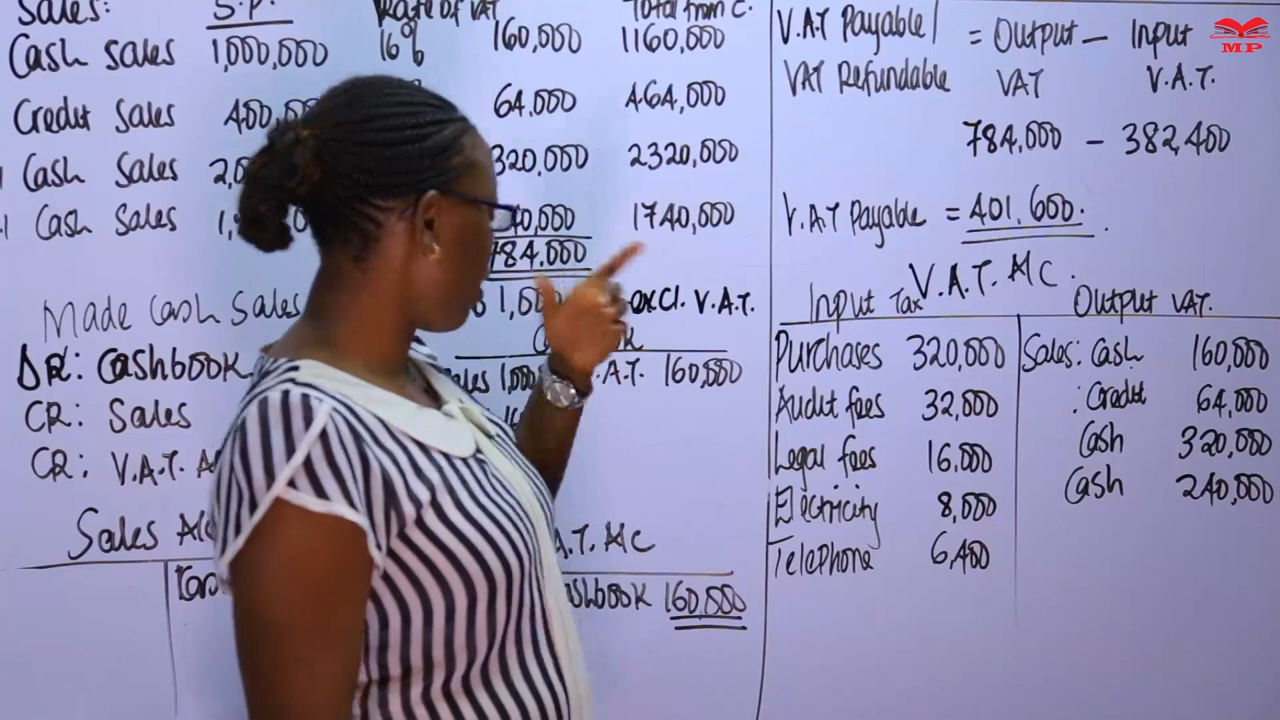 Sales: S.P. Rate of VAT Total from C.
Cash Sales 1,000,000 16% 160,000 1160,000
Credit Sales 64,000 464,000
Cash Sales 320,000 2320,000
Cash Sales 1740,000
784,000
Made Cash Sales excl. V.A.T.
DR: Cashbook 160,000
CR: Sales
CR: V.A.T.
Sales A/C A.T. A/C
160,000
V.A.T Payable/ = Output - Input
VAT Refundable VAT V.A.T.
784,000 - 382,400
V.A.T Payable = 401,600.
V.A.T. A/C.
Input Tax Output VAT.
Purchases 320,000 Sales: Cash 160,000
Audit fees 32,000 : Credit 64,000
Legal fees 16,000 Cash 320,000
Electricity 8,000 Cash 240,000
Telephone 6,400
MP